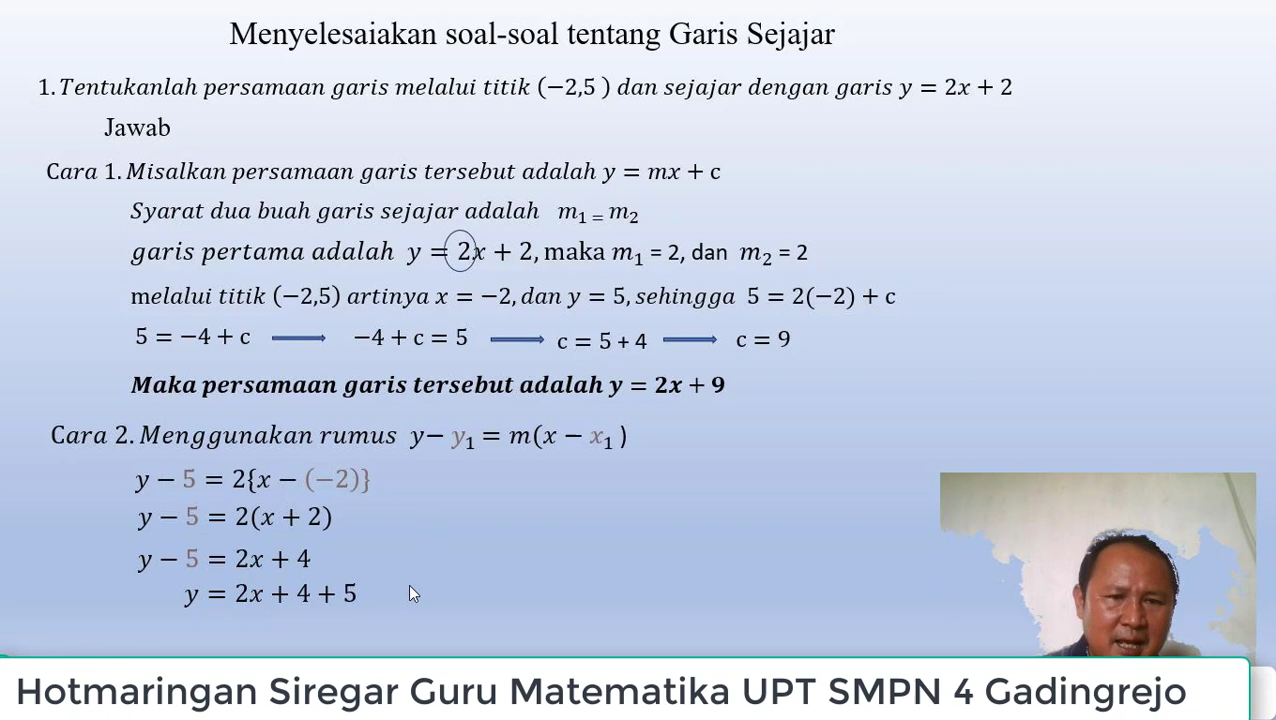 Menyelesaiakan soal-soal tentang Garis Sejajar
1. Tentukanlah persamaan garis melalui titik (−2,5 ) dan sejajar dengan garis y = 2x + 2
Jawab
Cara 1. Misalkan persamaan garis tersebut adalah y = mx + c
Syarat dua buah garis sejajar adalah m₁ = m₂
garis pertama adalah y = 2x + 2, maka m₁ = 2, dan m₂ = 2
melalui titik (−2,5) artinya x = −2, dan y = 5, sehingga 5 = 2(−2) + c
5 = −4 + c → −4 + c = 5 → c = 5 + 4 → c = 9
Maka persamaan garis tersebut adalah y = 2x + 9
Cara 2. Menggunakan rumus y− y₁ = m(x − x₁ )
y − 5 = 2{x − (−2)}
y − 5 = 2(x + 2)
y − 5 = 2x + 4
y = 2x + 4 + 5
Hotmaringan Siregar Guru Matematika UPT SMPN 4 Gadingrejo